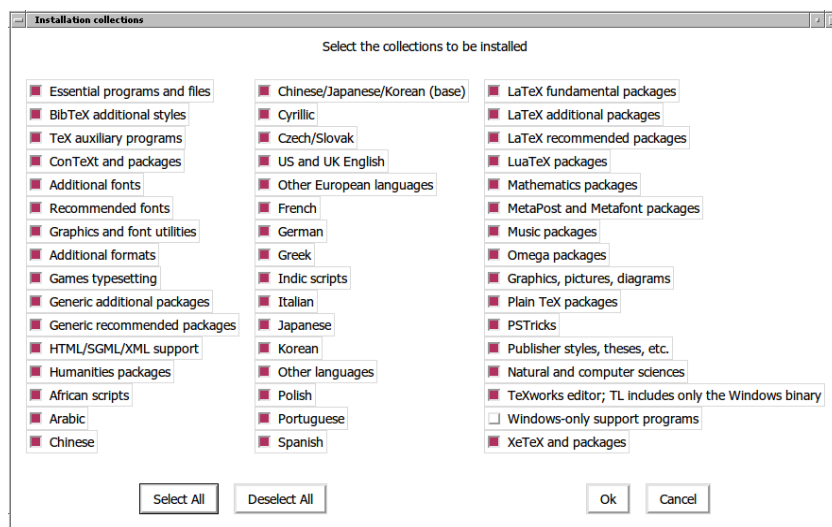 Installation collections
Select the collections to be installed
Essential programs and files
BibTeX additional styles
TeX auxiliary programs
ConTeXt and packages
Additional fonts
Recommended fonts
Graphics and font utilities
Additional formats
Games typesetting
Generic additional packages
Generic recommended packages
HTML/SGML/XML support
Humanities packages
African scripts
Arabic
Chinese
Chinese/Japanese/Korean (base)
Cyrillic
Czech/Slovak
US and UK English
Other European languages
French
German
Greek
Indic scripts
Italian
Japanese
Korean
Other languages
Polish
Portuguese
Spanish
LaTeX fundamental packages
LaTeX additional packages
LaTeX recommended packages
LuaTeX packages
Mathematics packages
MetaPost and Metafont packages
Music packages
Omega packages
Graphics, pictures, diagrams
Plain TeX packages
PSTricks
Publisher styles, theses, etc.
Natural and computer sciences
TeXworks editor; TL includes only the Windows binary
Windows-only support programs
XeTeX and packages
Select All
Deselect All
Ok
Cancel